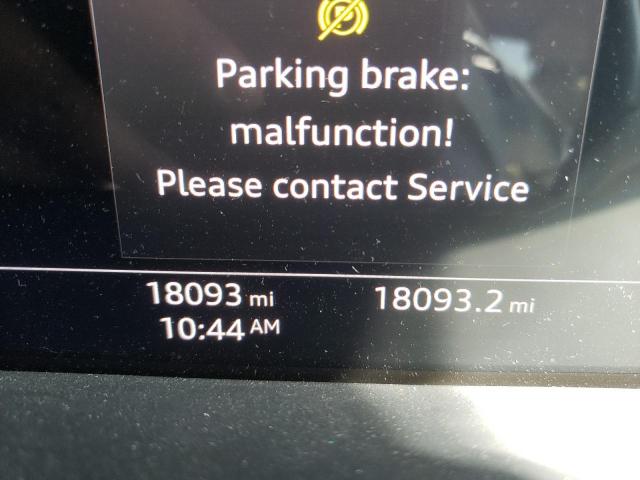 Parking brake:
malfunction!
Please contact Service
18093 mi 18093.2 mi
10:44 AM